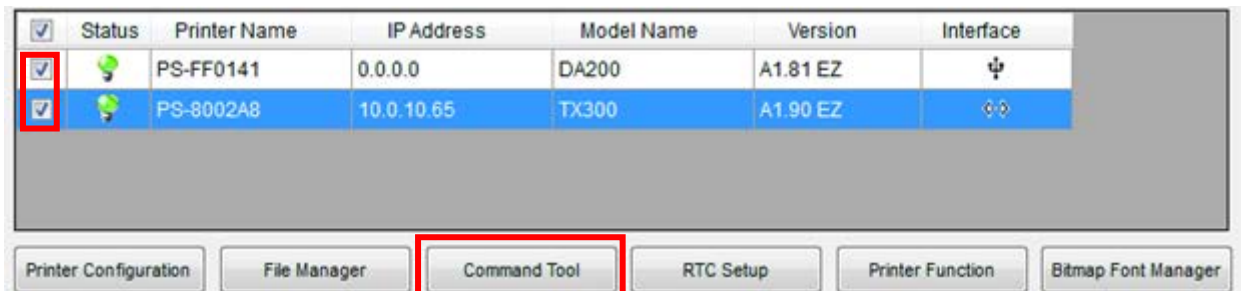 Status Printer Name IP Address Model Name Version Interface
PS-FF0141 0.0.0.0 DA200 A1.81 EZ
PS-8002A8 10.0.10.65 TX300 A1.90 EZ
Printer Configuration File Manager Command Tool RTC Setup Printer Function Bitmap Font Manager